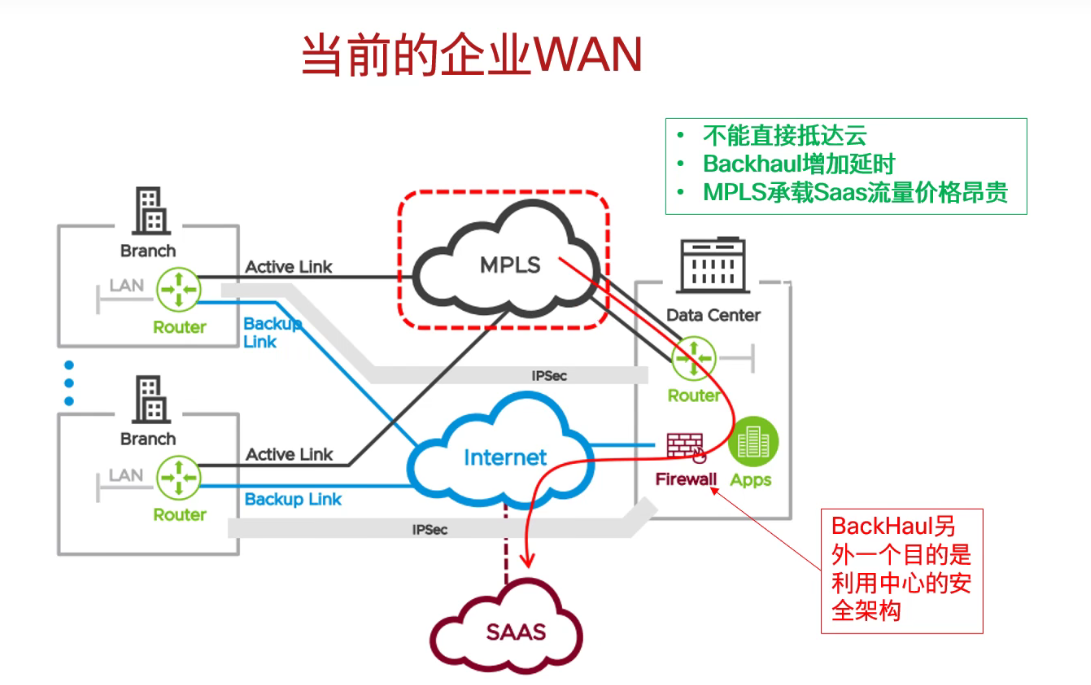 当前的企业WAN
• 不能直接抵达云
• Backhaul增加延时
• MPLS承载Saas流量价格昂贵
Branch
LAN
Router
Active Link
Backup
Link
MPLS
Data Center
Router
IPSec
Branch
LAN
Router
Active Link
Backup Link
Internet
Firewall
Apps
IPSec
SAAS
BackHaul另
外一个目的是
利用中心的安
全架构